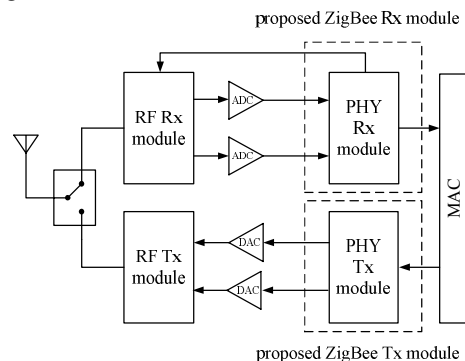 proposed ZigBee Rx module
RF Rx
module
ADC
ADC
PHY
Rx
module
MAC
RF Tx
module
DAC
DAC
PHY
Tx
module
proposed ZigBee Tx module